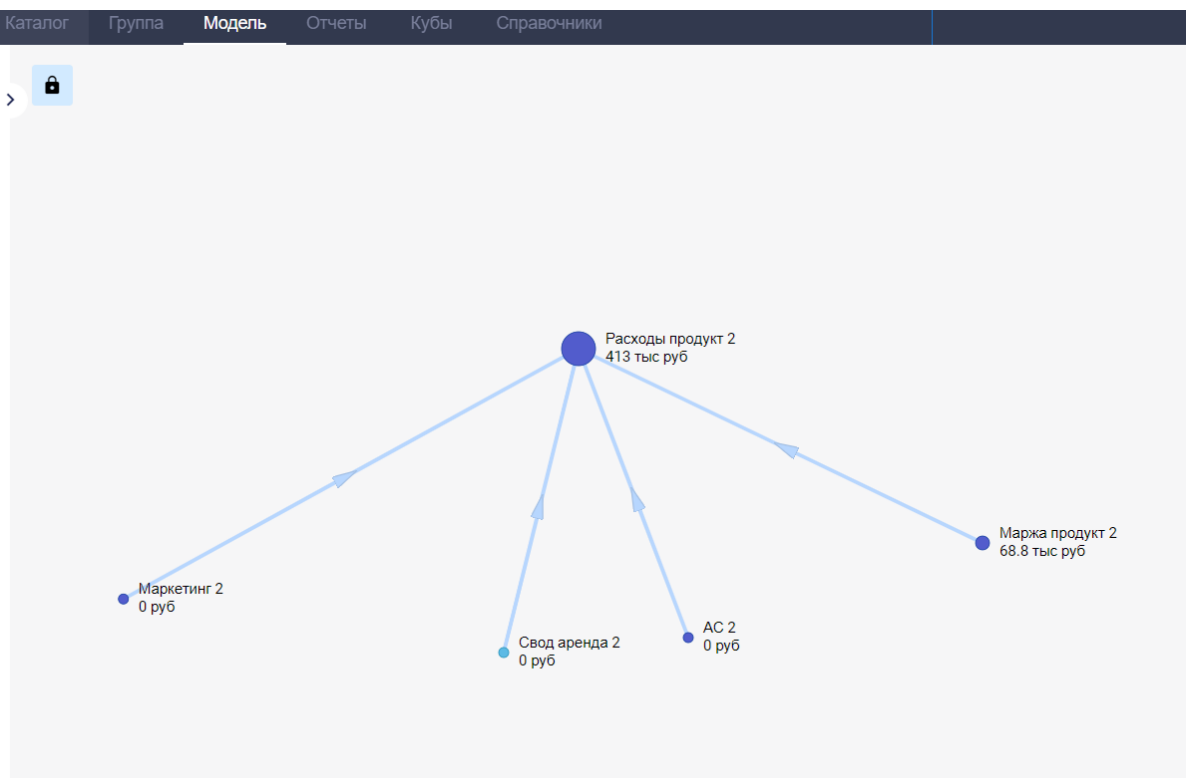 Каталог Группа Модель Отчеты Кубы Справочники
Расходы продукт 2
413 тыс руб
Маржа продукт 2
68.8 тыс руб
Маркетинг 2
0 руб
АС 2
0 руб
Свод аренда 2
0 руб